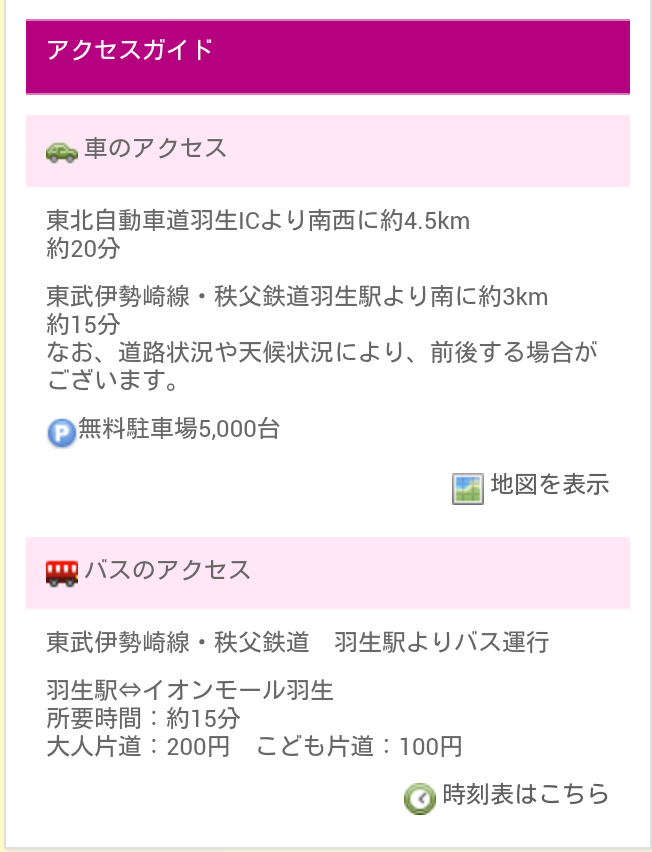 アクセスガイド
車のアクセス
東北自動車道羽生ICより南西に約4.5km
約20分
東武伊勢崎線・秩父鉄道羽生駅より南に約3km
約15分
なお、道路状況や天候状況により、前後する場合が
ございます。
P無料駐車場5,000台
地図を表示
バスのアクセス
東武伊勢崎線・秩父鉄道　羽生駅よりバス運行
羽生駅⇔イオンモール羽生
所要時間：約15分
大人片道：200円　こども片道：100円
時刻表はこちら